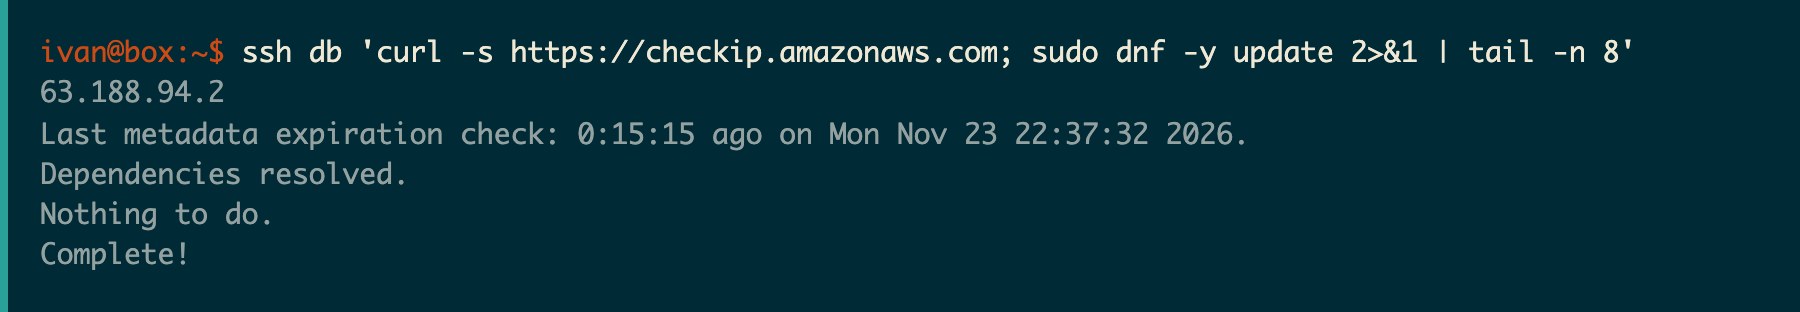 ivan@box:~$ ssh db 'curl -s https://checkip.amazonaws.com; sudo dnf -y update 2>&1 | tail -n 8'
63.188.94.2
Last metadata expiration check: 0:15:15 ago on Mon Nov 23 22:37:32 2026.
Dependencies resolved.
Nothing to do.
Complete!